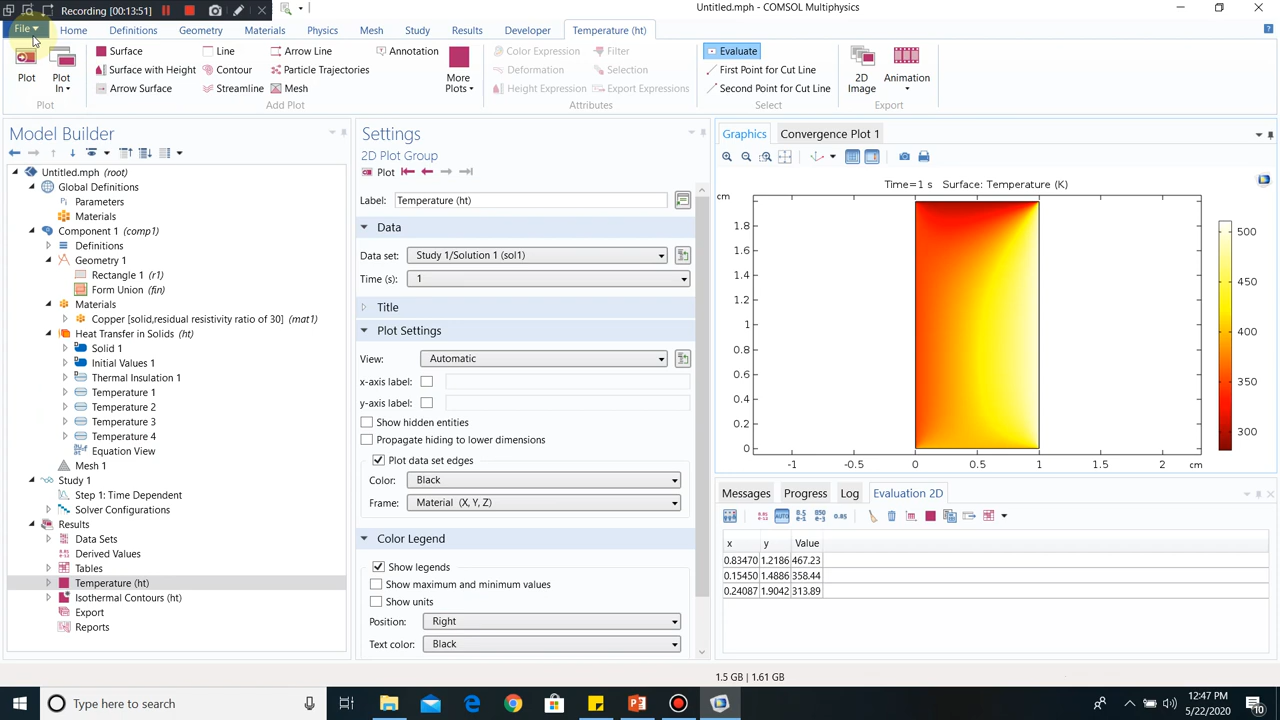 Recording [00:13:51]
Untitled.mph - COMSOL Multiphysics
File
Home
Definitions
Geometry
Materials
Physics
Mesh
Study
Results
Developer
Temperature (ht)
Plot
Plot In
Plot
Surface
Surface with Height
Arrow Surface
Line
Contour
Streamline
Arrow Line
Particle Trajectories
Mesh
Annotation
More Plots
Add Plot
Color Expression
Deformation
Height Expression
Filter
Selection
Export Expressions
Attributes
Evaluate
First Point for Cut Line
Second Point for Cut Line
Select
2D Image
Animation
Export
Model Builder
Untitled.mph (root)
Global Definitions
Parameters
Materials
Component 1 (comp1)
Definitions
Geometry 1
Rectangle 1 (r1)
Form Union (fin)
Materials
Copper [solid,residual resistivity ratio of 30] (mat1)
Heat Transfer in Solids (ht)
Solid 1
Initial Values 1
Thermal Insulation 1
Temperature 1
Temperature 2
Temperature 3
Temperature 4
Equation View
Mesh 1
Study 1
Step 1: Time Dependent
Solver Configurations
Results
Data Sets
Derived Values
Tables
Temperature (ht)
Isothermal Contours (ht)
Export
Reports
Settings
2D Plot Group
Plot
Label: Temperature (ht)
Data
Data set: Study 1/Solution 1 (sol1)
Time (s): 1
Title
Plot Settings
View: Automatic
x-axis label:
y-axis label:
Show hidden entities
Propagate hiding to lower dimensions
Plot data set edges
Color: Black
Frame: Material (X, Y, Z)
Color Legend
Show legends
Show maximum and minimum values
Show units
Position: Right
Text color: Black
Graphics
Convergence Plot 1
Time=1 s Surface: Temperature (K)
cm
1.8
1.6
1.4
1.2
1
0.8
0.6
0.4
0.2
0
-1 -0.5 0 0.5 1 1.5 2 cm
500
450
400
350
300
Messages
Progress
Log
Evaluation 2D
AUTO
8.5 e-1
850 e-3
0.85
x y Value
0.83470 1.2186 467.23
0.15450 1.4886 358.44
0.24087 1.9042 313.89
1.5 GB | 1.61 GB
Type here to search
12:47 PM
5/22/2020